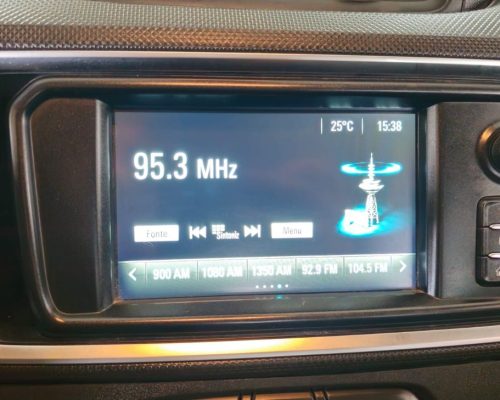 25°C 15:38
95.3 MHz
Fonte Sintoniz Menu
900 AM 1080 AM 1350 AM 92.9 FM 104.5 FM